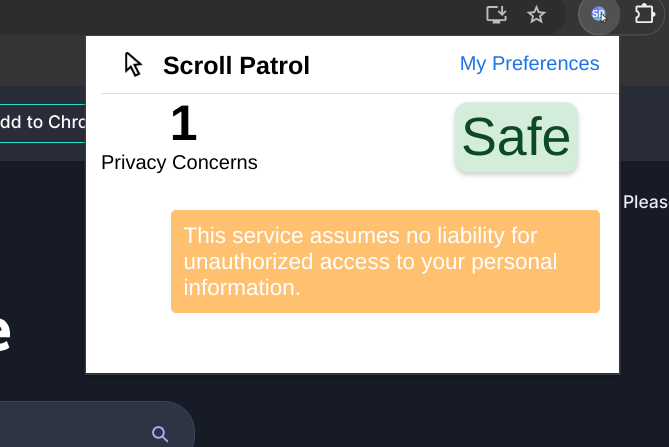 SP
Scroll Patrol
My Preferences
dd to Chro
1
Safe
Privacy Concerns
Pleas
This service assumes no liability for
unauthorized access to your personal
information.
e